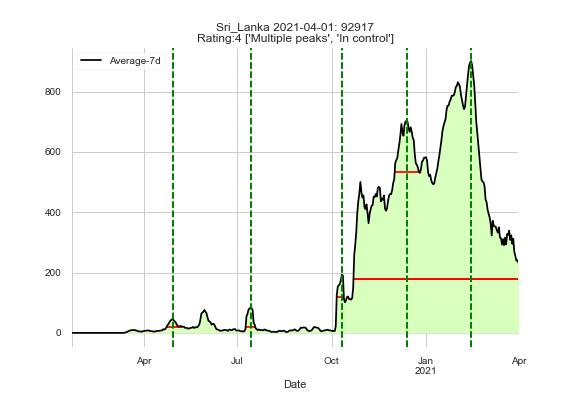 Sri_Lanka 2021-04-01: 92917
Rating:4 ['Multiple peaks', 'In control']
Average-7d
800
600
400
200
0
Apr
Jul
Oct
Jan
2021
Apr
Date